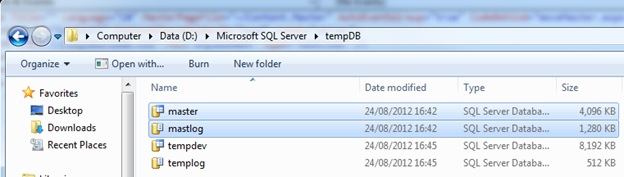 Computer ▸ Data (D:) ▸ Microsoft SQL Server ▸ tempDB
Organize ▾ Open with... Burn New folder
Favorites Name Date modified Type Size
Desktop master 24/08/2012 16:42 SQL Server Databa... 4,096 KB
Downloads mastlog 24/08/2012 16:42 SQL Server Databa... 1,280 KB
Recent Places tempdev 24/08/2012 16:45 SQL Server Databa... 8,192 KB
templog 24/08/2012 16:45 SQL Server Databa... 512 KB